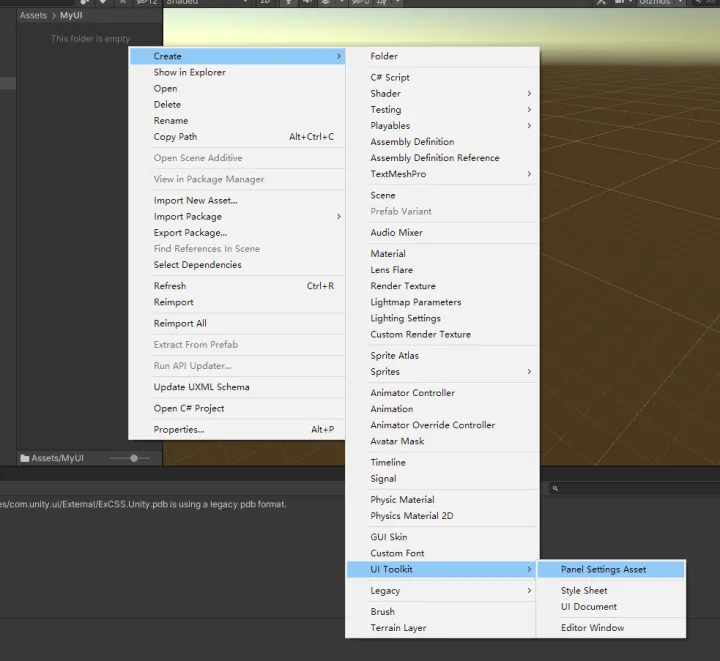 Shaded
2D
Gizmos
All
Assets > MyUI
This folder is empty
Create
Show in Explorer
Open
Delete
Rename
Copy Path Alt+Ctrl+C
Open Scene Additive
View in Package Manager
Import New Asset...
Import Package
Export Package...
Find References In Scene
Select Dependencies
Refresh Ctrl+R
Reimport
Reimport All
Extract From Prefab
Run API Updater...
Update UXML Schema
Open C# Project
Properties... Alt+P
Folder
C# Script
Shader
Testing
Playables
Assembly Definition
Assembly Definition Reference
TextMeshPro
Scene
Prefab Variant
Audio Mixer
Material
Lens Flare
Render Texture
Lightmap Parameters
Lighting Settings
Custom Render Texture
Sprite Atlas
Sprites
Animator Controller
Animation
Animator Override Controller
Avatar Mask
Timeline
Signal
Physic Material
Physics Material 2D
GUI Skin
Custom Font
UI Toolkit
Legacy
Brush
Terrain Layer
Panel Settings Asset
Style Sheet
UI Document
Editor Window
Assets/MyUI
es/com.unity.ui/External/ExCSS.Unity.pdb is using a legacy pdb format.